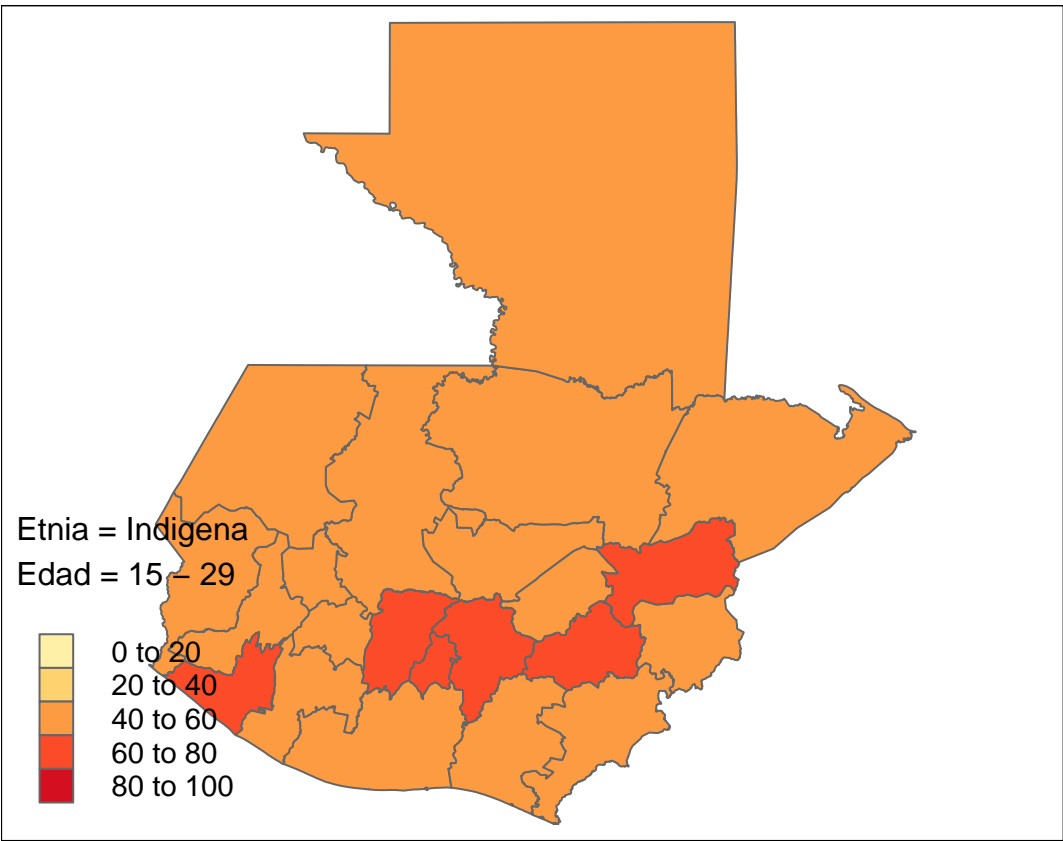 Etnia = Indigena
Edad = 15 – 29
0 to 20
20 to 40
40 to 60
60 to 80
80 to 100